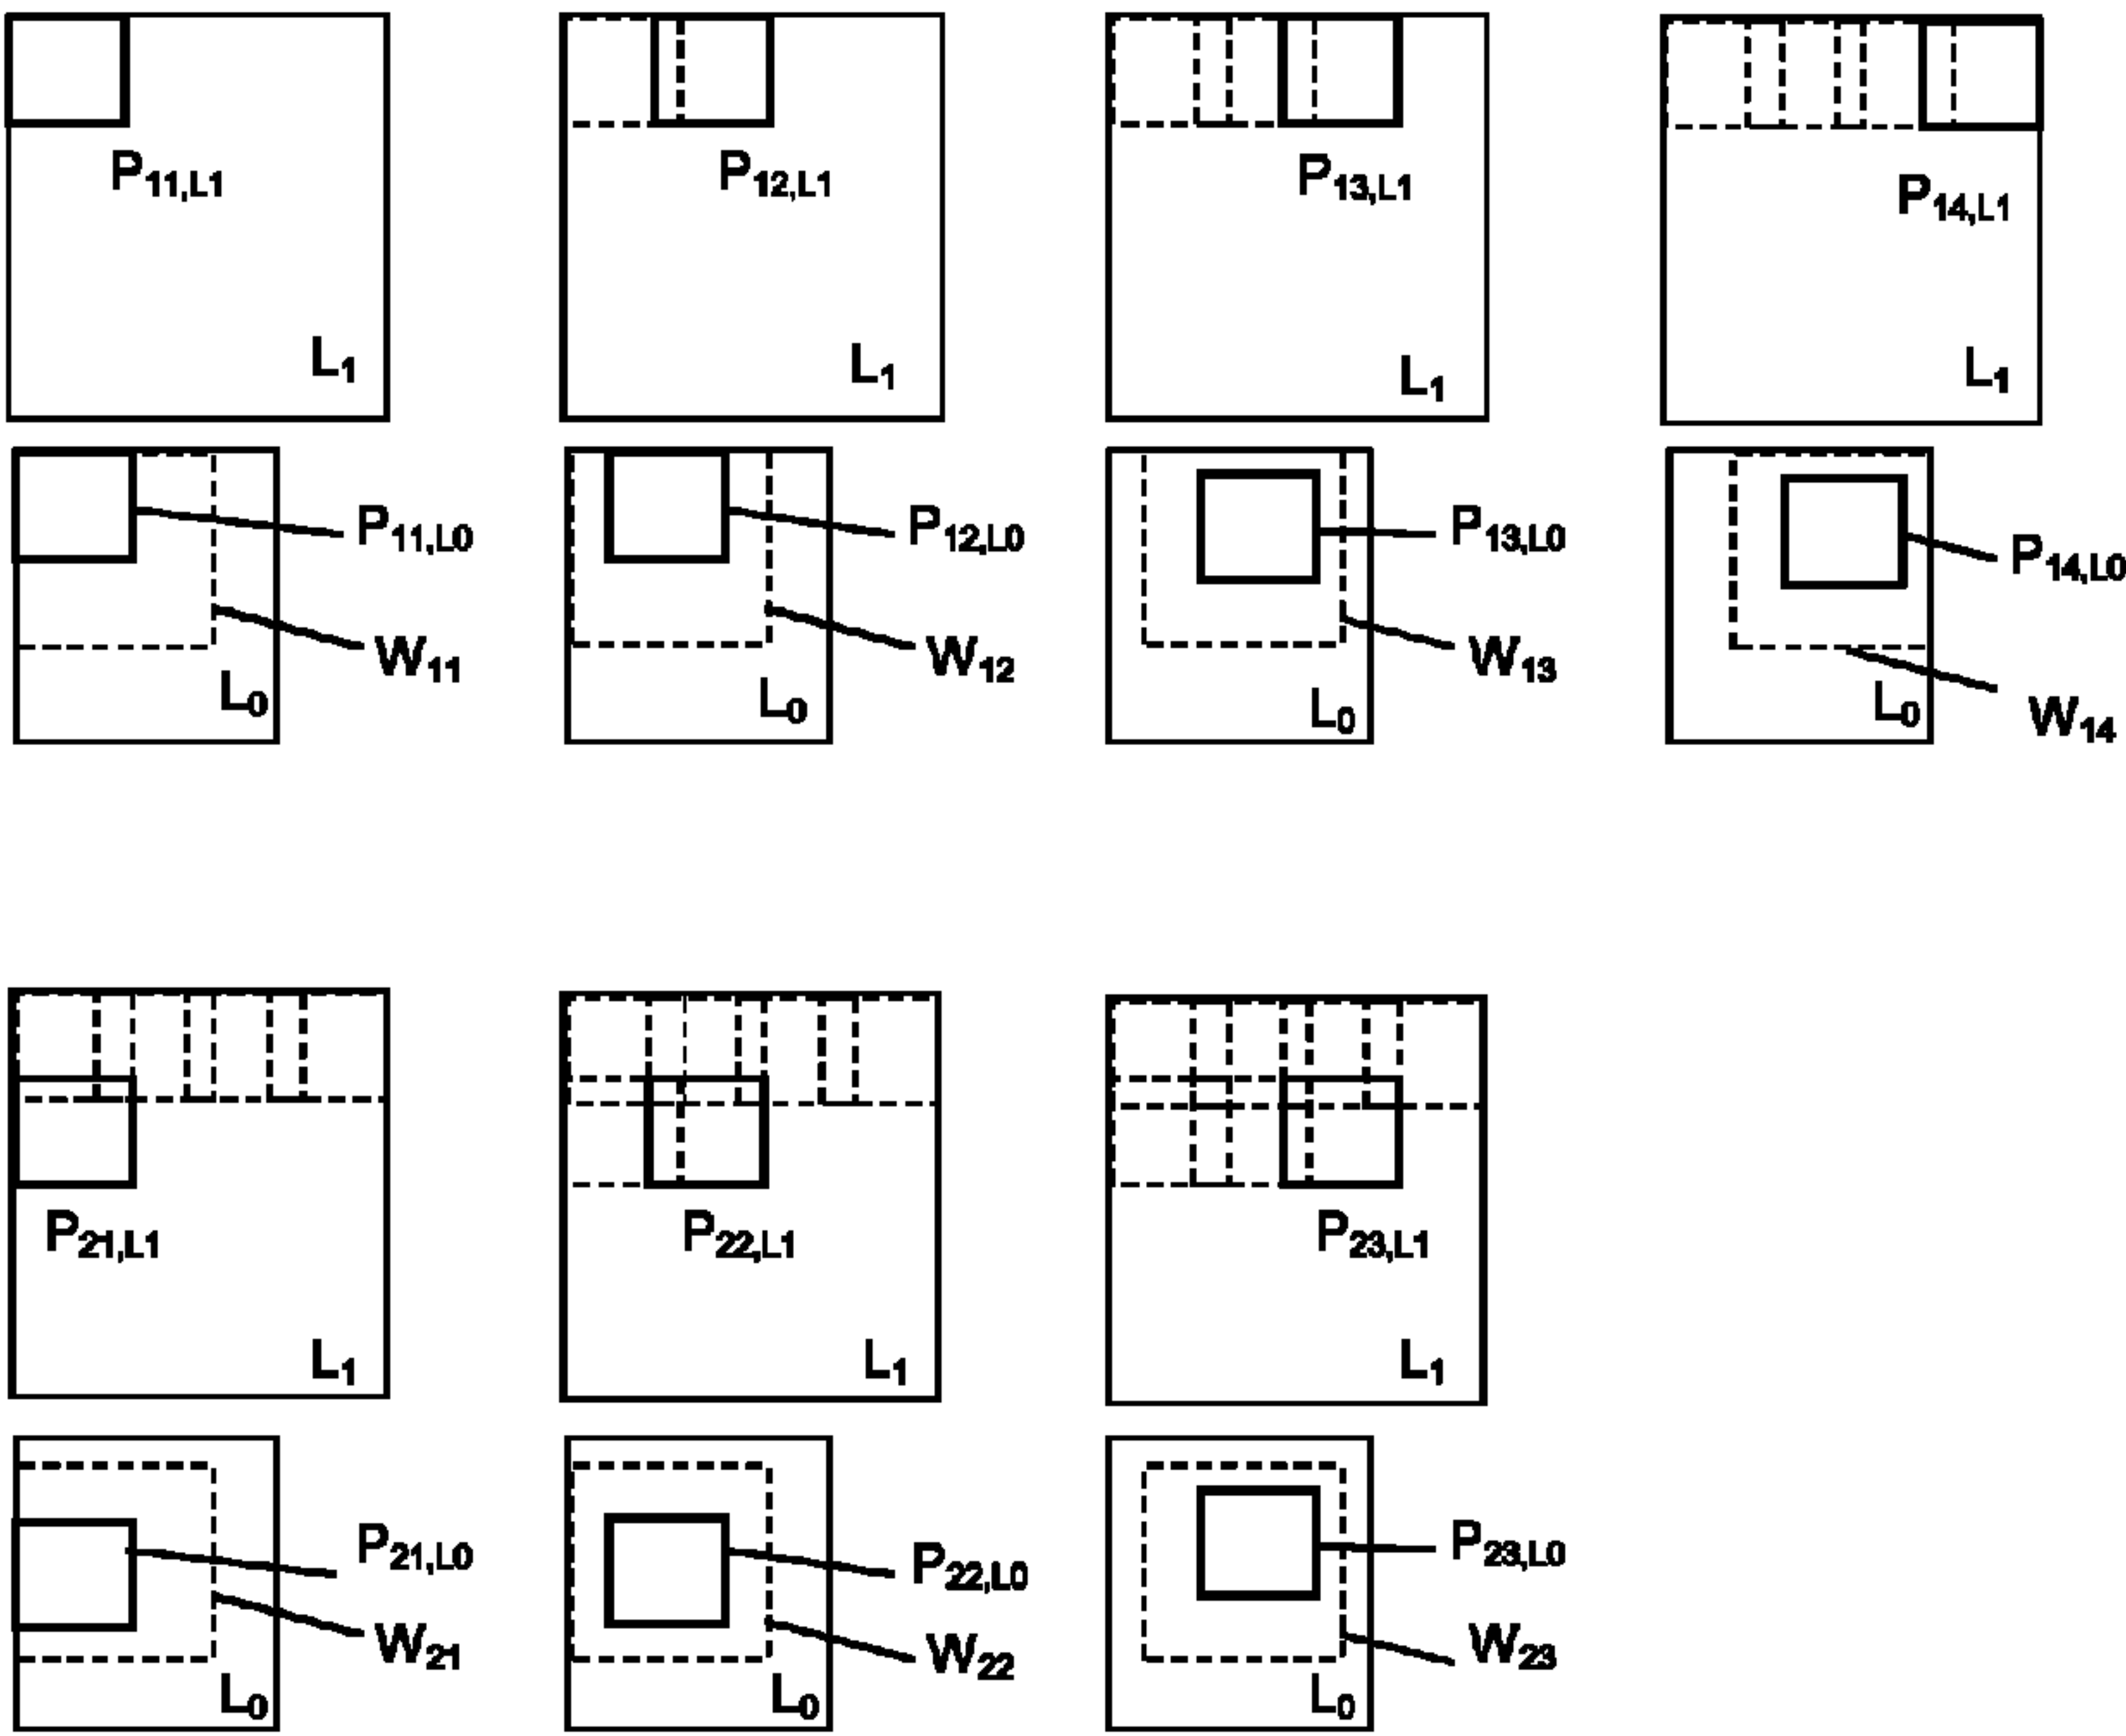 P11,L1 P12,L1 P13,L1 P14,L1
L1 L1 L1 L1
P11,L0 P12,L0 P13,L0 P14,L0
W11 W12 W13 W14
L0 L0 L0 L0
P21,L1 P22,L1 P23,L1
L1 L1 L1
P21,L0 P22,L0 P23,L0
W21 W22 W23
L0 L0 L0